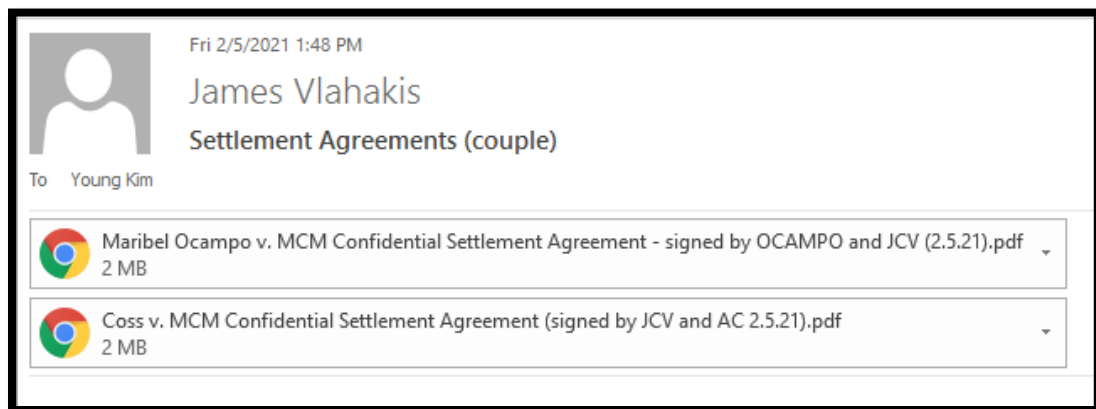 Fri 2/5/2021 1:48 PM
James Vlahakis
Settlement Agreements (couple)
To Young Kim
Maribel Ocampo v. MCM Confidential Settlement Agreement - signed by OCAMPO and JCV (2.5.21).pdf
2 MB
Coss v. MCM Confidential Settlement Agreement (signed by JCV and AC 2.5.21).pdf
2 MB